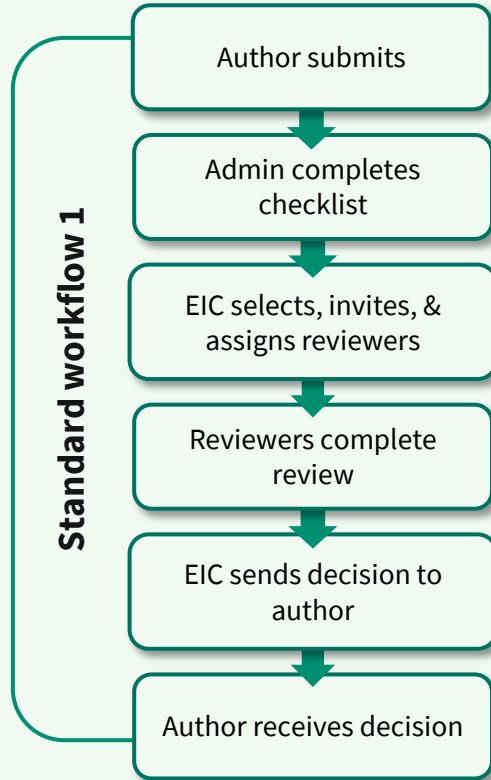 Standard workflow 1
Author submits
Admin completes
checklist
EIC selects, invites, &
assigns reviewers
Reviewers complete
review
EIC sends decision to
author
Author receives decision